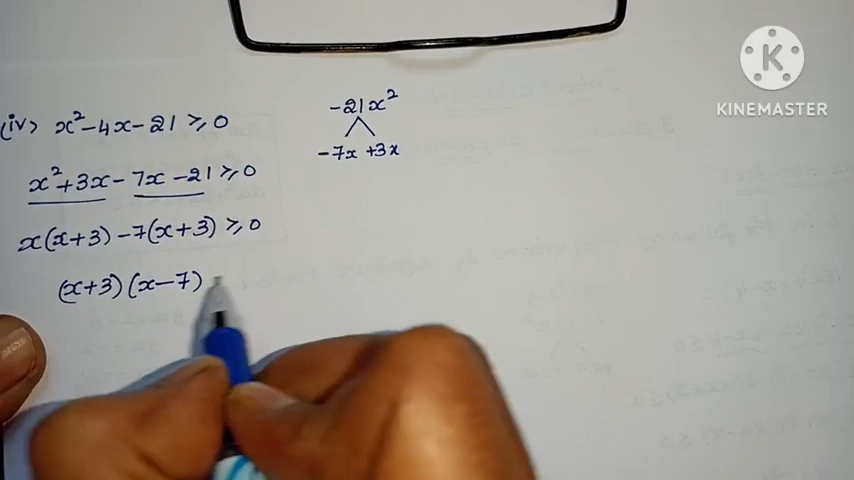 (iv) x² - 4x - 21 ≥ 0
x² + 3x - 7x - 21 ≥ 0
x(x+3) - 7(x+3) ≥ 0
(x+3)(x-7)
-21x²
-7x +3x
KINEMASTER